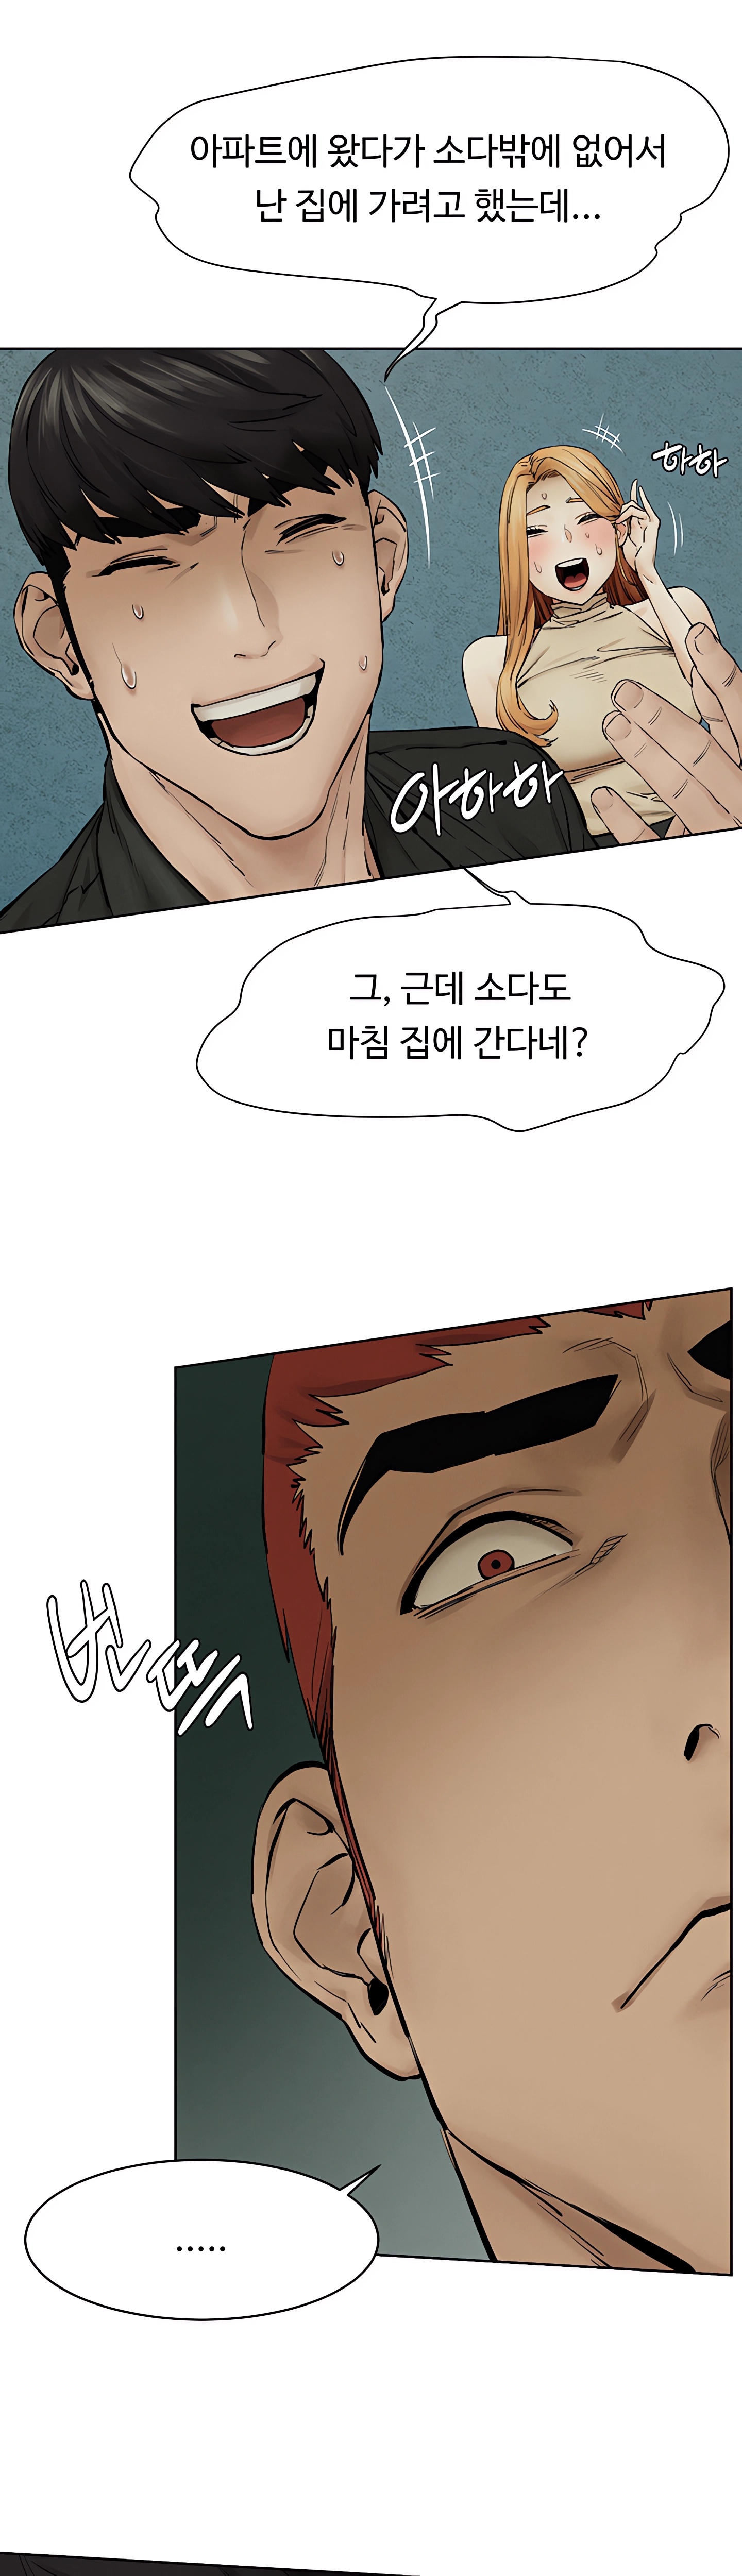 아파트에 왔다가 소다밖에 없어서
난 집에 가려고 했는데...
하하
아하하
그, 근데 소다도
마침 집에 간다네?
번뜩
.....